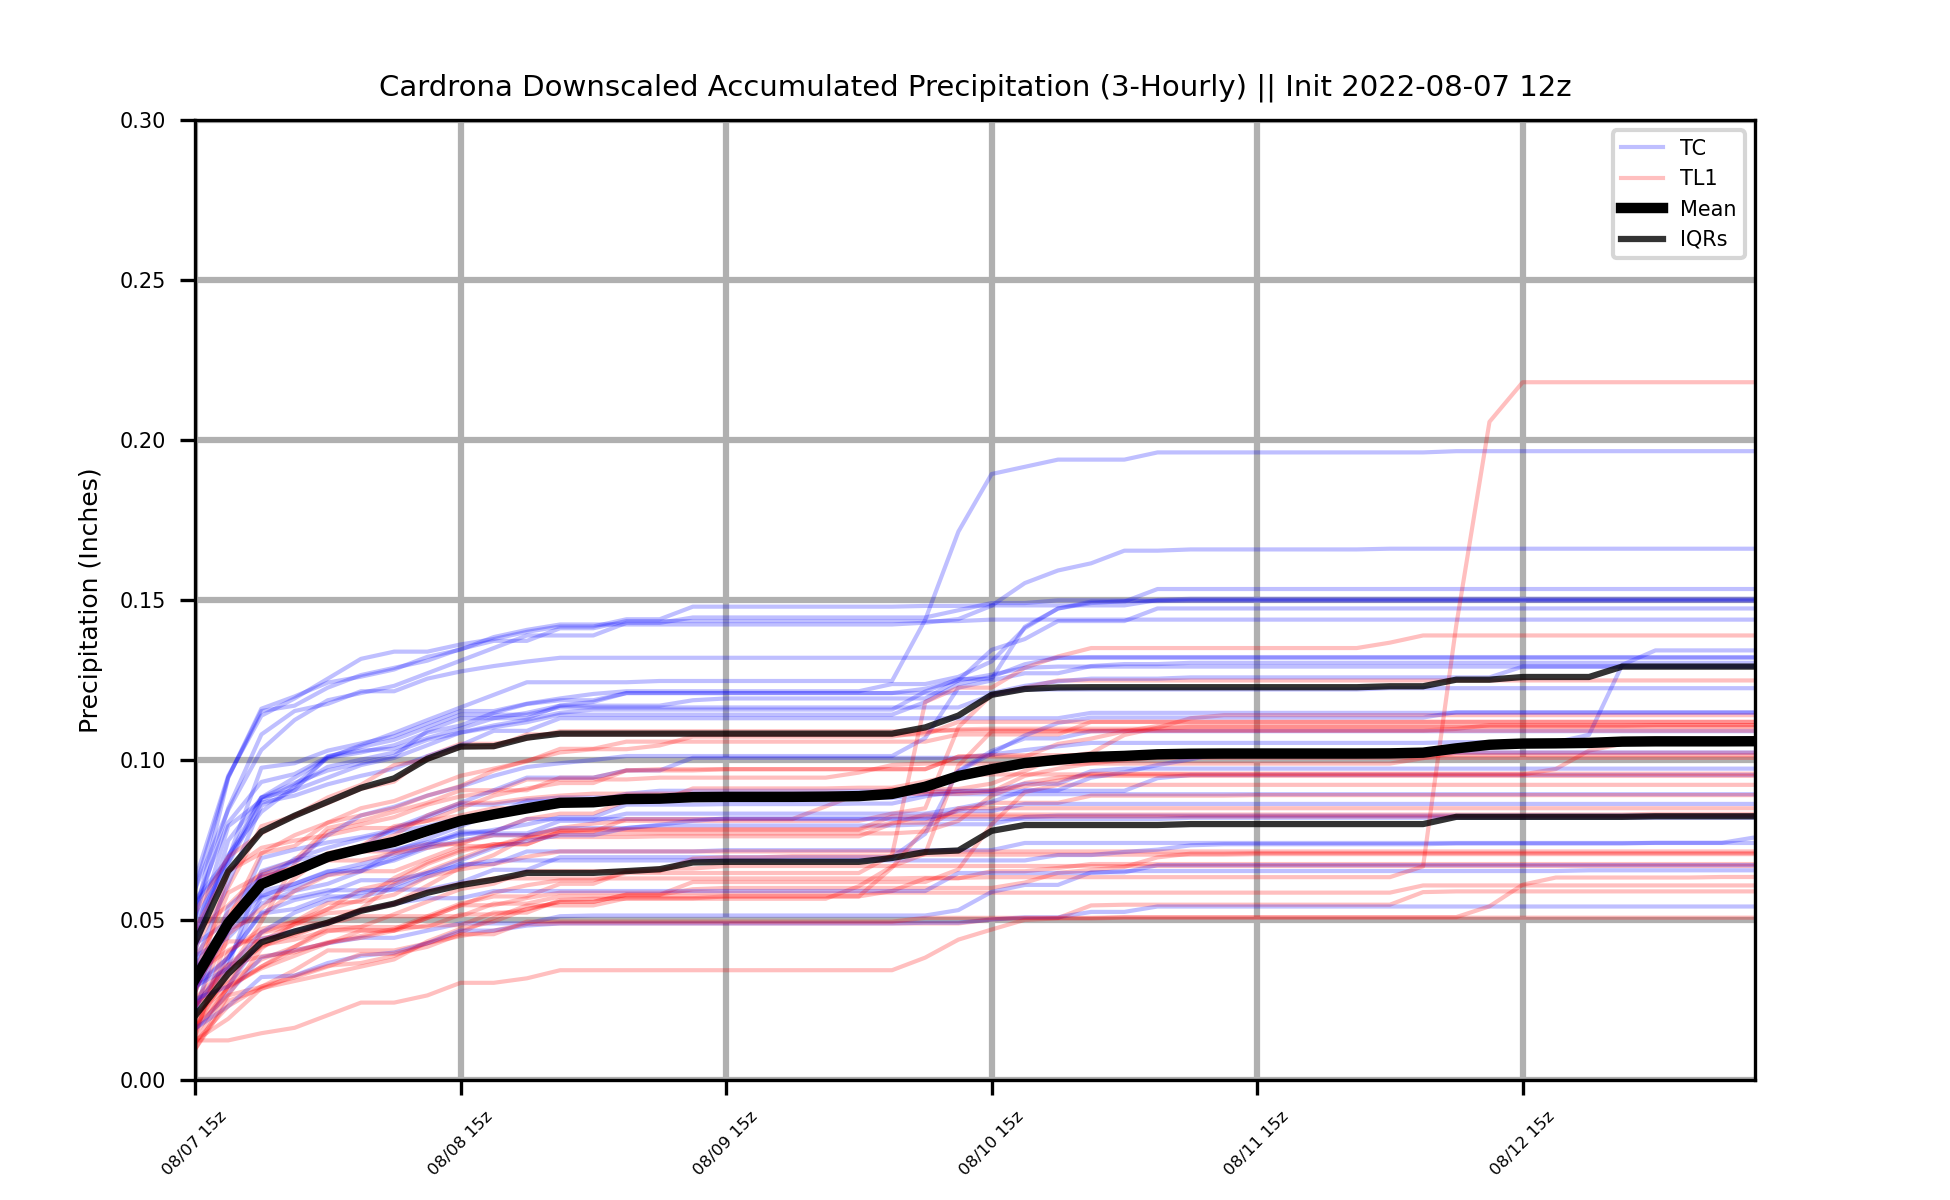 Cardrona Downscaled Accumulated Precipitation (3-Hourly) || Init 2022-08-07 12z
0.30
0.25
0.20
0.15
0.10
0.05
0.00
Precipitation (Inches)
TC
TL1
Mean
IQRs
08/07 15z
08/08 15z
08/09 15z
08/10 15z
08/11 15z
08/12 15z